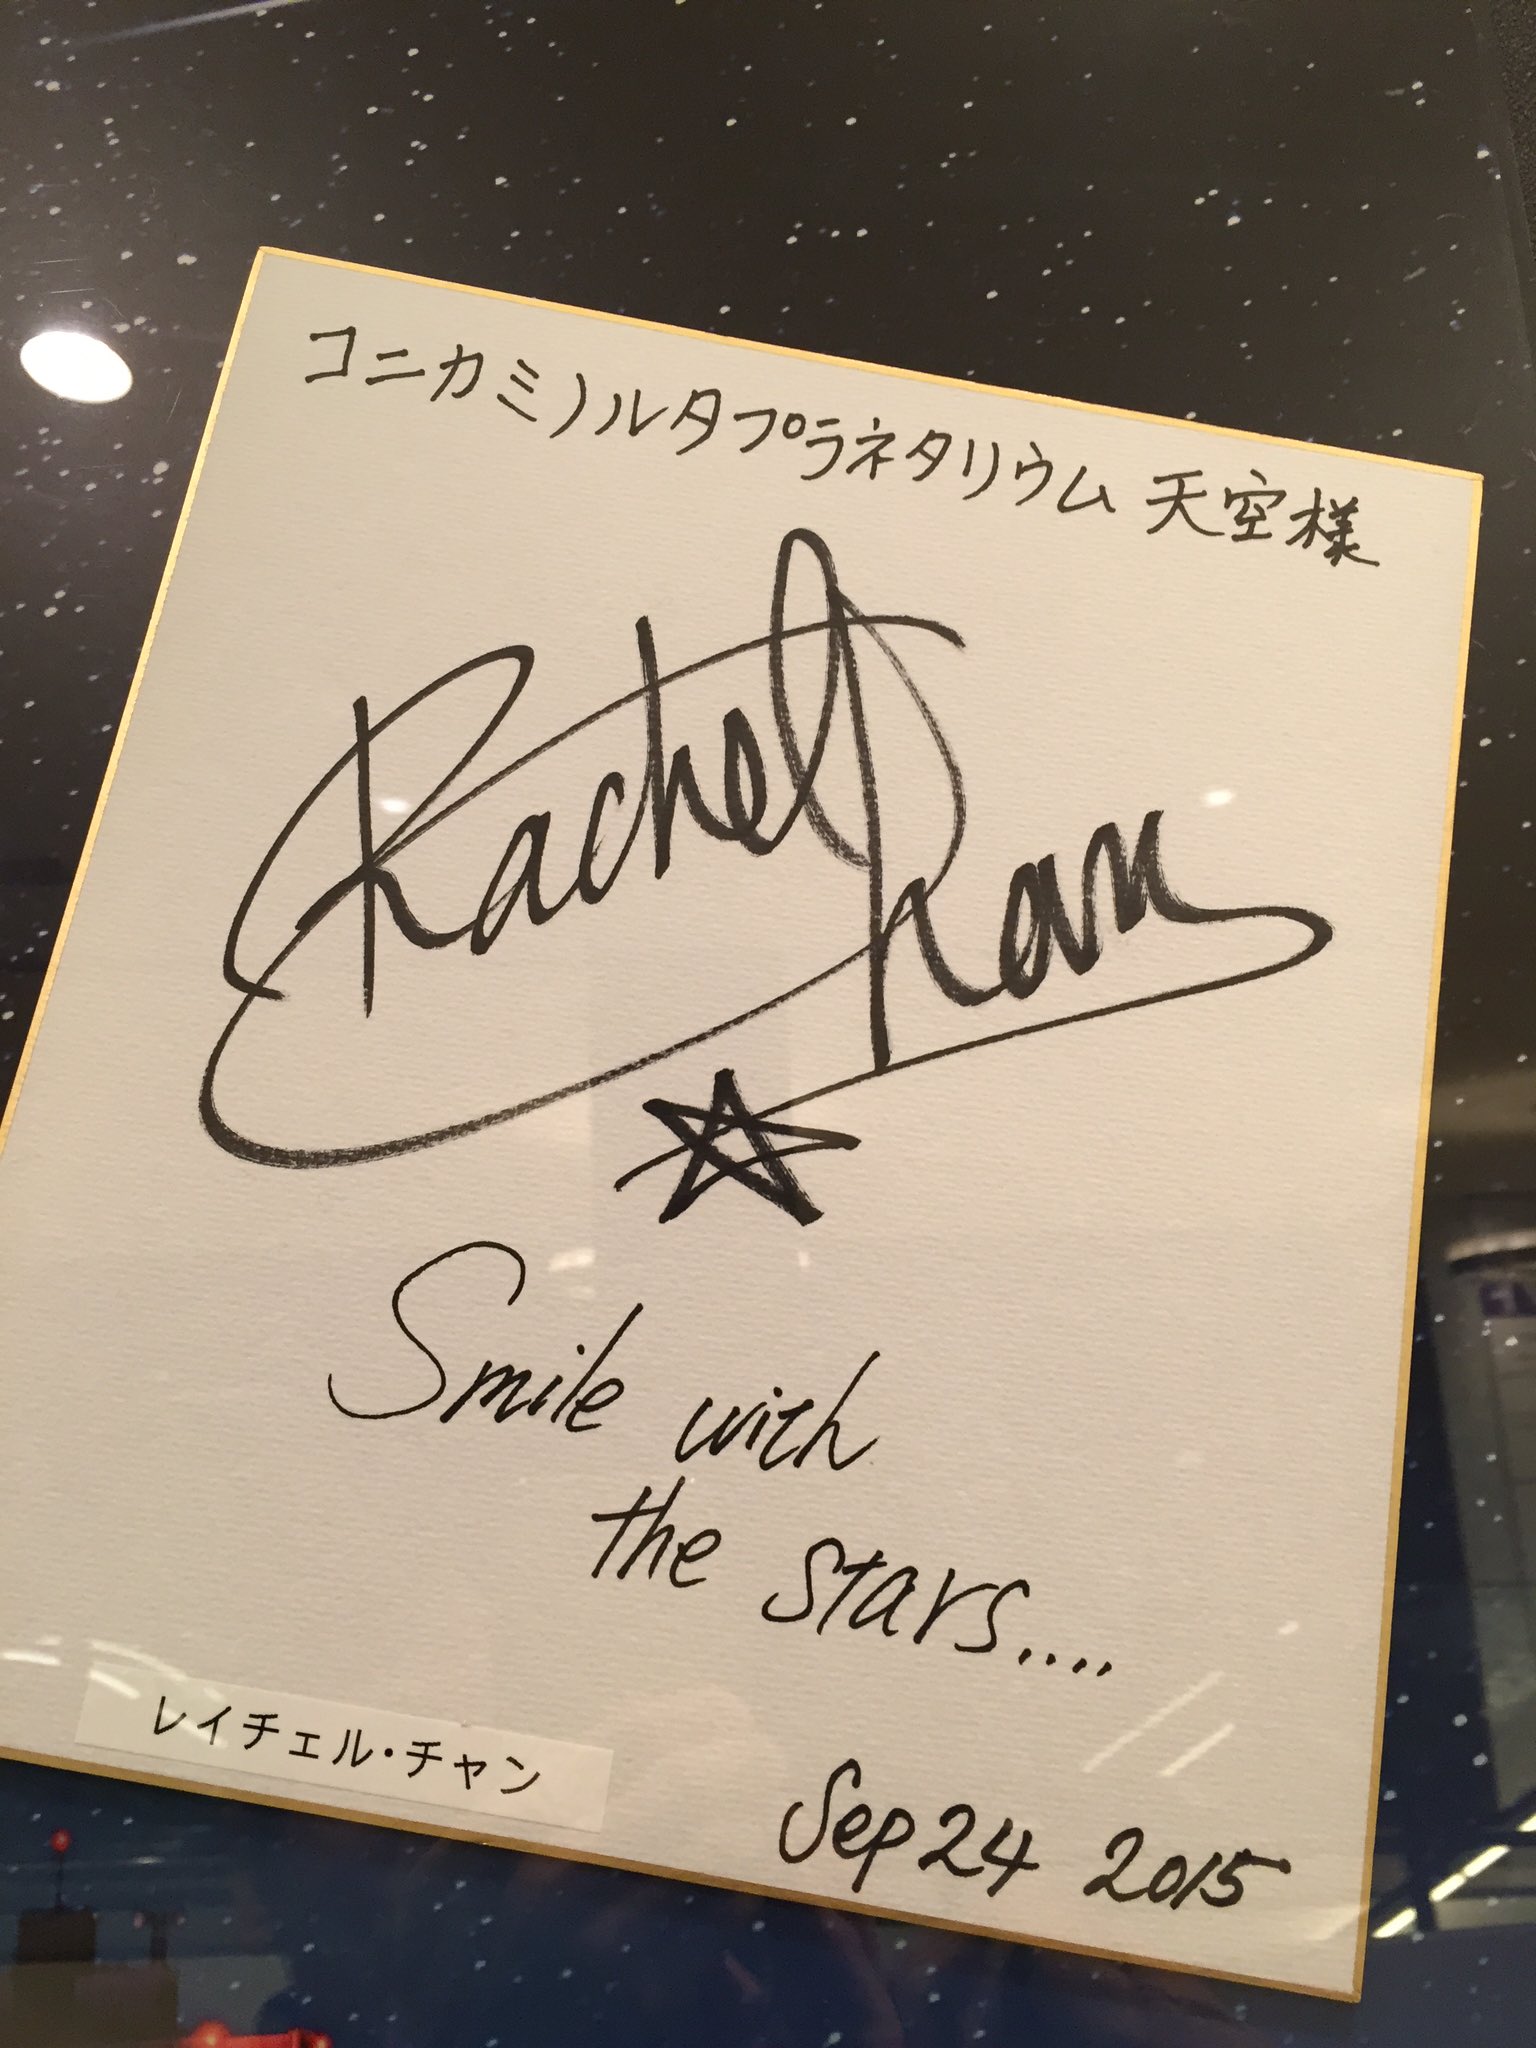 コニカミノルタプラネタリウム 天空様
Rachel
Chan
Smile with
the stars....
レイチェル・チャン
Sep 24 2015